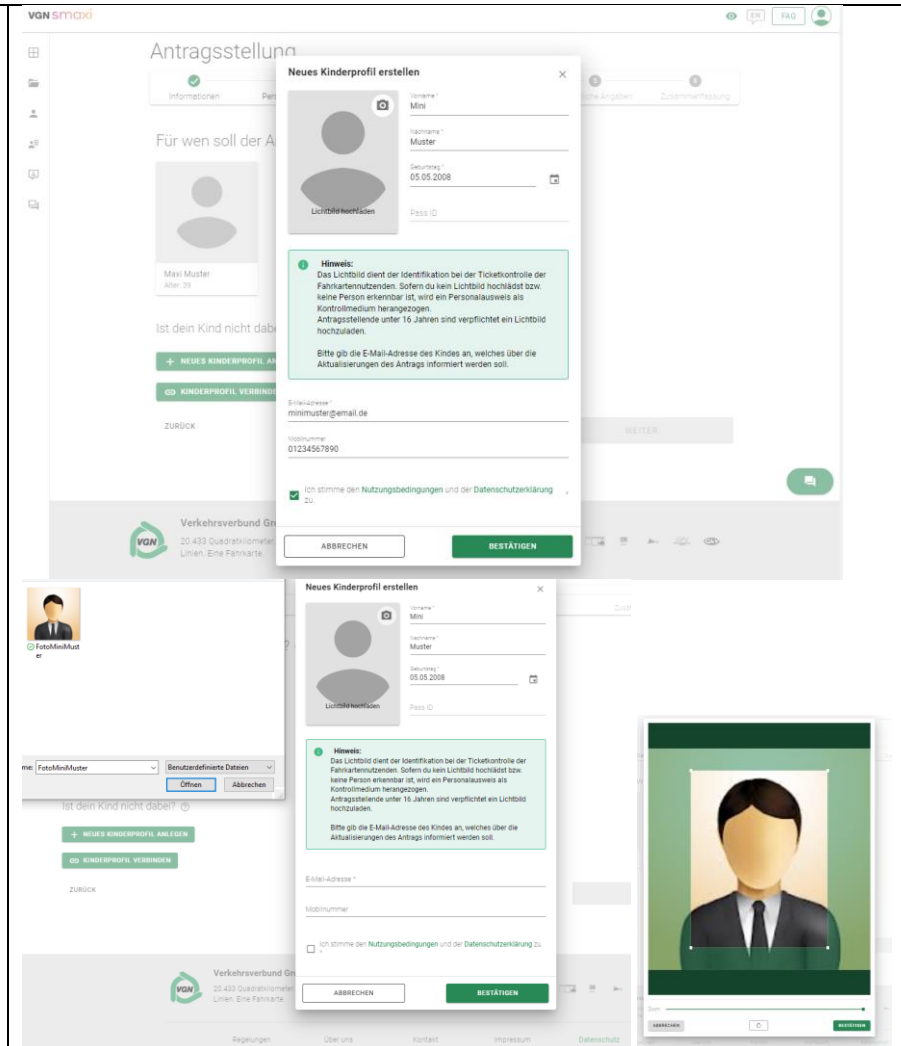 VGN smaxi
EN
FAQ
Antragsstellung
Informationen
Zusammenfassung
Für wen soll der A
Maxi Muster
Alter: 39
Ist dein Kind nicht dabe
+ NEUES KINDERPROFIL AN
KINDERPROFIL VERBINDE
ZURÜCK
WEITER
Neues Kinderprofil erstellen
Lichtbild hochladen
Vorname *
Mini
Nachname *
Muster
Geburtstag *
05.05.2008
Pass ID
Hinweis:
Das Lichtbild dient der Identifikation bei der Ticketkontrolle der
Fahrkartennutzenden. Sofern du kein Lichtbild hochlädst bzw.
keine Person erkennbar ist, wird ein Personalausweis als
Kontrollmedium herangezogen.
Antragsstellende unter 16 Jahren sind verpflichtet ein Lichtbild
hochzuladen.
Bitte gib die E-Mail-Adresse des Kindes an, welches über die
Aktualisierungen des Antrags informiert werden soll.
E-Mail-Adresse *
minimuster@email.de
Mobilnummer
01234567890
Ich stimme den Nutzungsbedingungen und der Datenschutzerklärung
zu.
ABBRECHEN
BESTÄTIGEN
VGN
Verkehrsverbund Gr
20.433 Quadratkilometer
Linien. Eine Fahrkarte.
FotoMiniMust
er
me: FotoMiniMuster
Benutzerdefinierte Dateien
Öffnen
Abbrechen
Ist dein Kind nicht dabei?
+ NEUES KINDERPROFIL ANLEGEN
KINDERPROFIL VERBINDEN
ZURÜCK
Neues Kinderprofil erstellen
Lichtbild hochladen
Vorname *
Mini
Nachname *
Muster
Geburtstag *
05.05.2008
Pass ID
Hinweis:
Das Lichtbild dient der Identifikation bei der Ticketkontrolle der
Fahrkartennutzenden. Sofern du kein Lichtbild hochlädst bzw.
keine Person erkennbar ist, wird ein Personalausweis als
Kontrollmedium herangezogen.
Antragsstellende unter 16 Jahren sind verpflichtet ein Lichtbild
hochzuladen.
Bitte gib die E-Mail-Adresse des Kindes an, welches über die
Aktualisierungen des Antrags informiert werden soll.
E-Mail-Adresse *
Mobilnummer
Ich stimme den Nutzungsbedingungen und der Datenschutzerklärung zu.
*
ABBRECHEN
BESTÄTIGEN
VGN
Verkehrsverbund Gr
20.433 Quadratkilometer
Linien. Eine Fahrkarte.
Regelungen
Über uns
Kontakt
Impressum
Datenschutz
Zoom
ABBRECHEN
BESTÄTIGEN